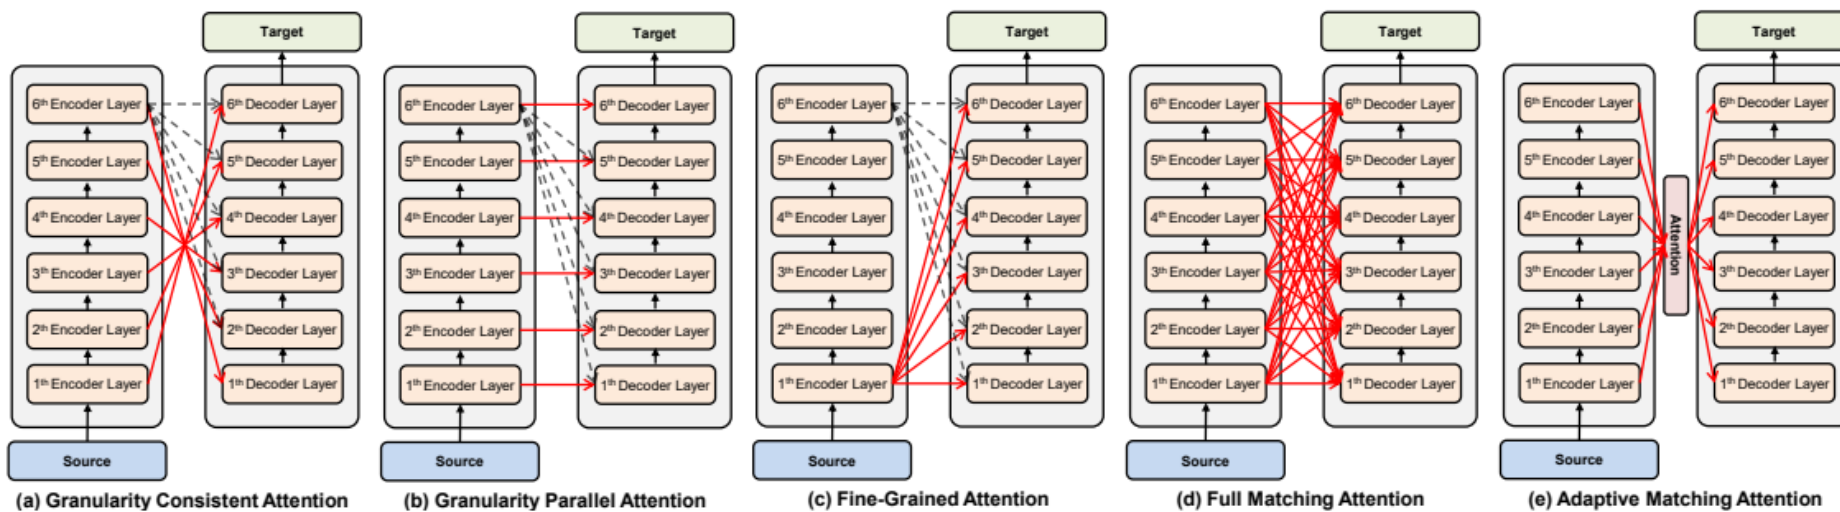 Target
6th Encoder Layer
6th Decoder Layer
5th Encoder Layer
5th Decoder Layer
4th Encoder Layer
4th Decoder Layer
3th Encoder Layer
3th Decoder Layer
2th Encoder Layer
2th Decoder Layer
1th Encoder Layer
1th Decoder Layer
Source
(a) Granularity Consistent Attention
Target
6th Encoder Layer
6th Decoder Layer
5th Encoder Layer
5th Decoder Layer
4th Encoder Layer
4th Decoder Layer
3th Encoder Layer
3th Decoder Layer
2th Encoder Layer
2th Decoder Layer
1th Encoder Layer
1th Decoder Layer
Source
(b) Granularity Parallel Attention
Target
6th Encoder Layer
6th Decoder Layer
5th Encoder Layer
5th Decoder Layer
4th Encoder Layer
4th Decoder Layer
3th Encoder Layer
3th Decoder Layer
2th Encoder Layer
2th Decoder Layer
1th Encoder Layer
1th Decoder Layer
Source
(c) Fine-Grained Attention
Target
6th Encoder Layer
6th Decoder Layer
5th Encoder Layer
5th Decoder Layer
4th Encoder Layer
4th Decoder Layer
3th Encoder Layer
3th Decoder Layer
2th Encoder Layer
2th Decoder Layer
1th Encoder Layer
1th Decoder Layer
Source
(d) Full Matching Attention
Target
6th Encoder Layer
6th Decoder Layer
5th Encoder Layer
5th Decoder Layer
4th Encoder Layer
4th Decoder Layer
Attention
3th Encoder Layer
3th Decoder Layer
2th Encoder Layer
2th Decoder Layer
1th Encoder Layer
1th Decoder Layer
Source
(e) Adaptive Matching Attention